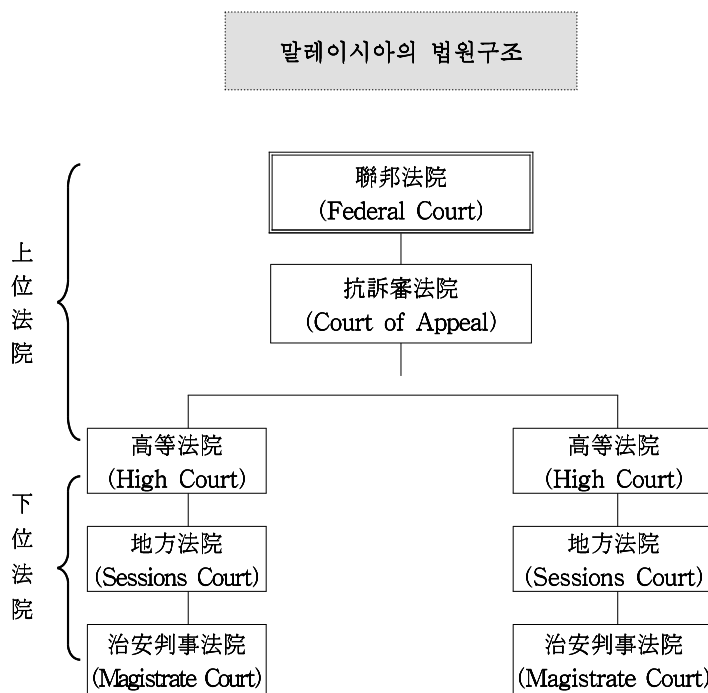 말레이시아의 법원구조
聯邦法院
(Federal Court)
抗訴審法院
(Court of Appeal)
上位法院
高等法院
(High Court)
高等法院
(High Court)
下位法院
地方法院
(Sessions Court)
地方法院
(Sessions Court)
治安判事法院
(Magistrate Court)
治安判事法院
(Magistrate Court)